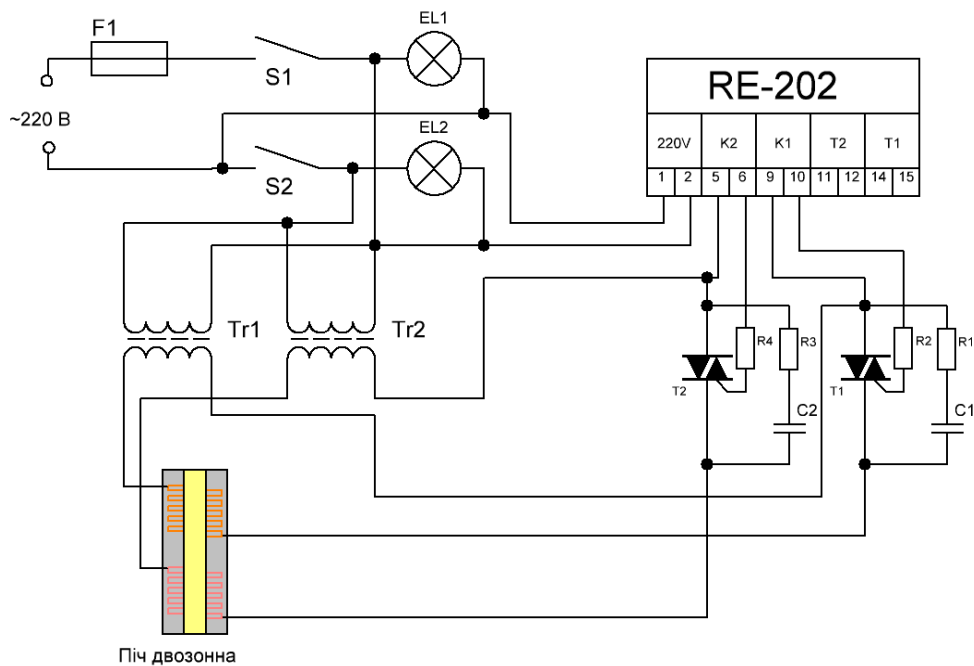 F1
EL1
S1
~220 В
EL2
S2
RE-202
220V K2 K1 T2 T1
1 2 5 6 9 10 11 12 14 15
Tr1
Tr2
R4
R3
R2
R1
T2
T1
C2
C1
Піч двозонна